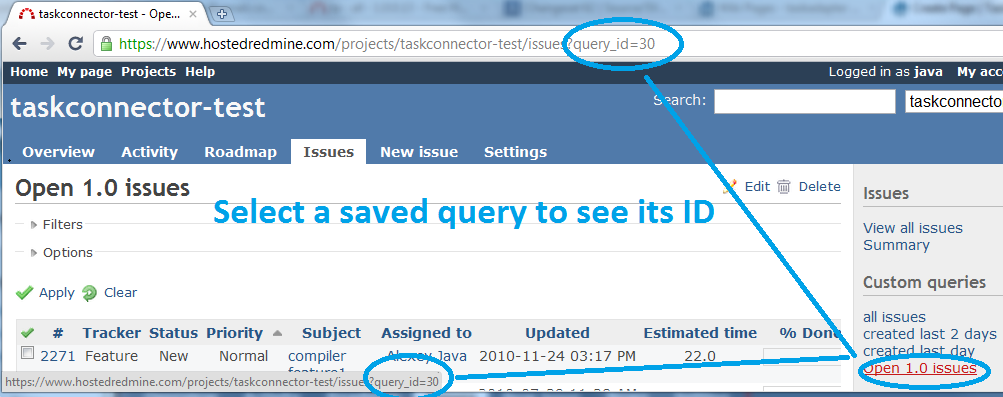 taskconnector-test - Ope...
https://www.hostedredmine.com/projects/taskconnector-test/issues?query_id=30
Home My page Projects Help
Logged in as java My acco
taskconnector-test
Search:
taskconnecto
Overview Activity Roadmap Issues New issue Settings
Open 1.0 issues
Edit Delete
Select a saved query to see its ID
Filters
Options
Apply Clear
# Tracker Status Priority Subject Assigned to Updated Estimated time % Done
2271 Feature New Normal compiler Alexey Java 2010-11-24 03:17 PM 22.0
feature1
https://www.hostedredmine.com/projects/taskconnector-test/issues?query_id=30
Issues
View all issues
Summary
Custom queries
all issues
created last 2 days
created last day
Open 1.0 issues